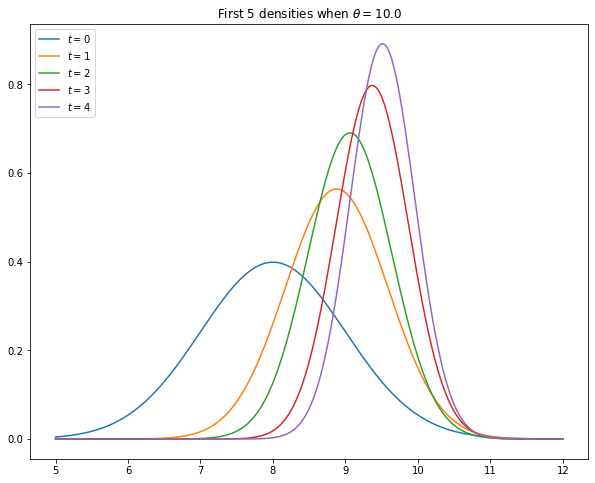 First 5 densities when θ = 10.0
t = 0
t = 1
t = 2
t = 3
t = 4
0.8
0.6
0.4
0.2
0.0
5 6 7 8 9 10 11 12